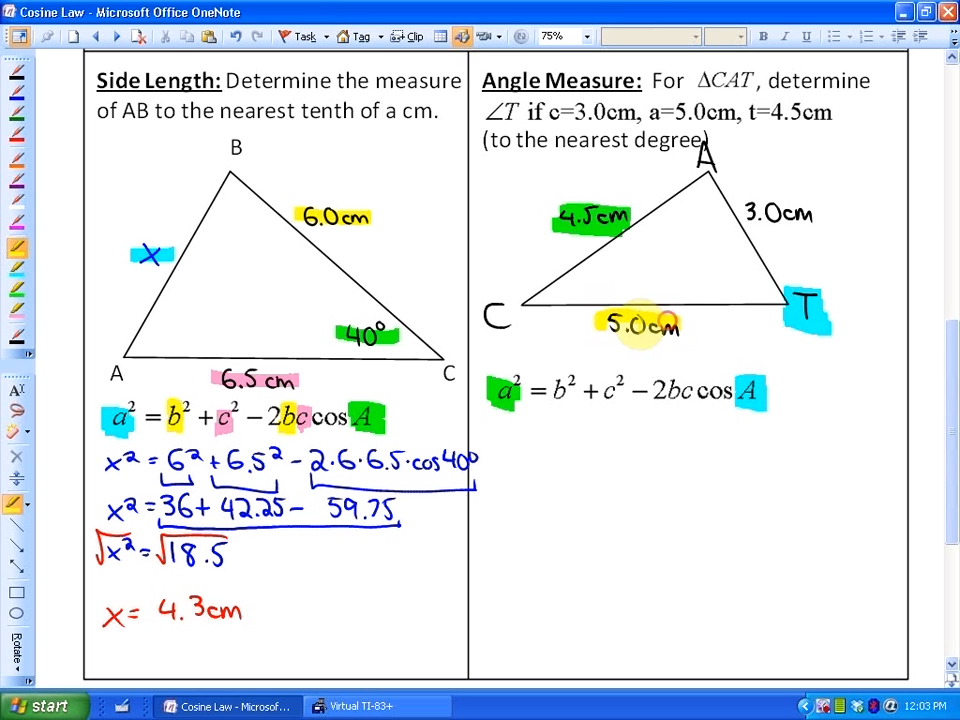 Cosine Law - Microsoft Office OneNote
Task
Tag
Clip
75%
B I U
Side Length: Determine the measure
of AB to the nearest tenth of a cm.
B
6.0cm
x
40°
A
6.5 cm
C
a² = b² + c² − 2bc cos A
x² = 6² + 6.5² − 2·6·6.5·cos40°
x² = 36 + 42.25 − 59.75
√x² = √18.5
x = 4.3cm
Angle Measure: For ΔCAT, determine
∠T if c=3.0cm, a=5.0cm, t=4.5cm
(to the nearest degree)
A
4.5cm
3.0cm
C
T
5.0cm
a² = b² + c² − 2bc cos A
A
Rotate
start
Cosine Law - Microsof...
Virtual TI-83+
12:03 PM